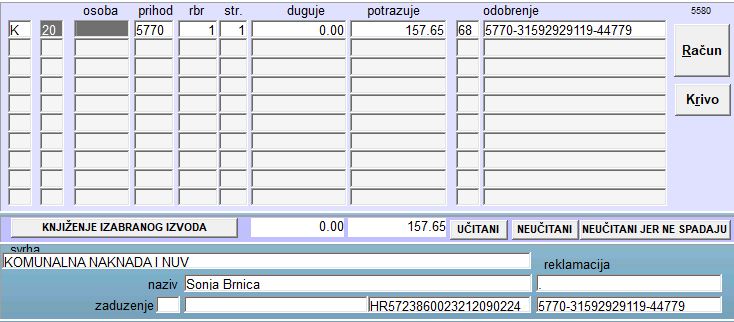 osoba prihod rbr str. duguje potrazuje odobrenje 5580
K 20 5770 1 1 0.00 157.65 68 5770-31592929119-44779
Račun
Krivo
KNJIŽENJE IZABRANOG IZVODA 0.00 157.65 UČITANI NEUČITANI NEUČITANI JER NE SPADAJU
svrha
KOMUNALNA NAKNADA I NUV reklamacija
naziv Sonja Brnica .
zaduzenje HR5723860023212090224 5770-31592929119-44779